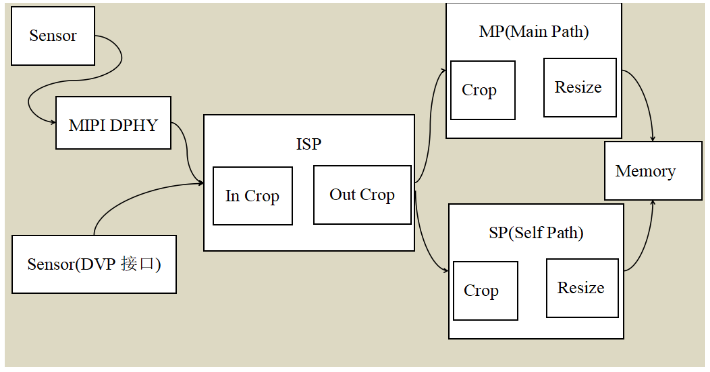 Sensor
MIPI DPHY
Sensor(DVP 接口)
ISP
In Crop
Out Crop
MP(Main Path)
Crop
Resize
SP(Self Path)
Crop
Resize
Memory